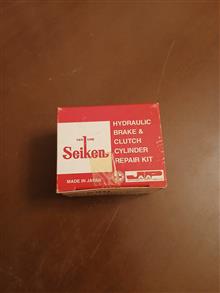 Seiken
HYDRAULIC
BRAKE &
CLUTCH
CYLINDER
REPAIR KIT
MADE IN JAPAN